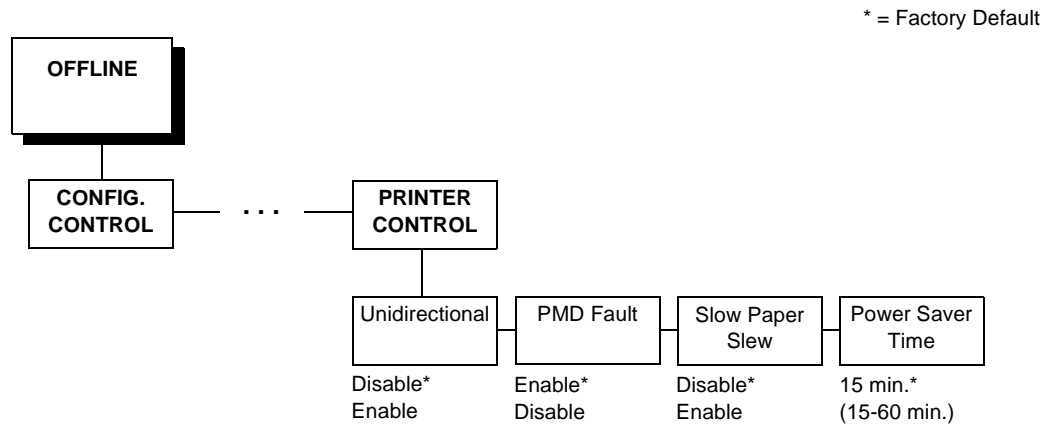 * = Factory Default
OFFLINE
CONFIG.
CONTROL
. . .
PRINTER
CONTROL
Unidirectional
PMD Fault
Slow Paper
Slew
Power Saver
Time
Disable*
Enable
Enable*
Disable
Disable*
Enable
15 min.*
(15-60 min.)